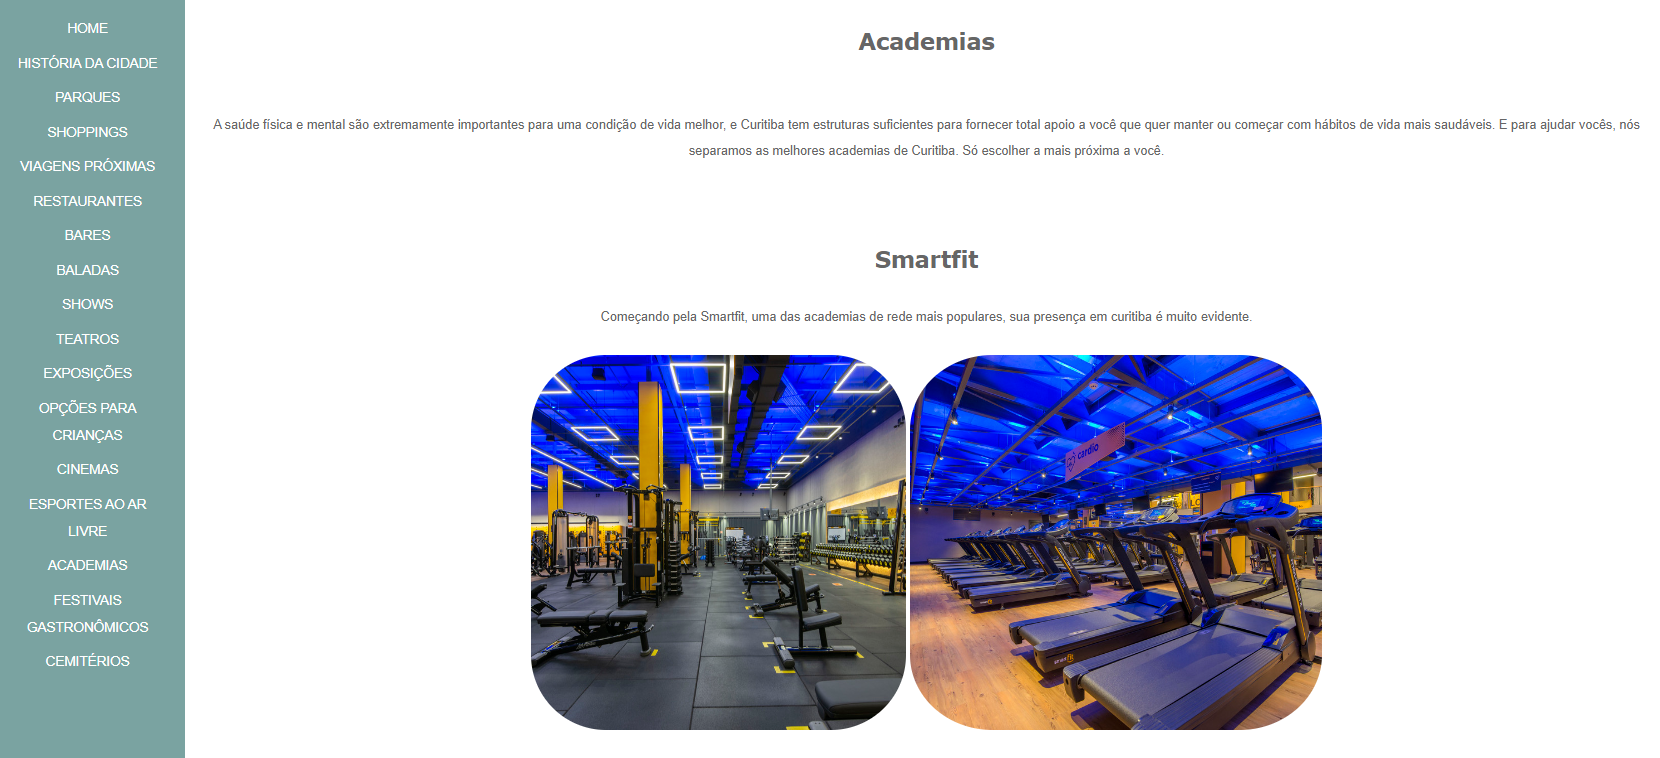 HOME
HISTÓRIA DA CIDADE
PARQUES
SHOPPINGS
VIAGENS PRÓXIMAS
RESTAURANTES
BARES
BALADAS
SHOWS
TEATROS
EXPOSIÇÕES
OPÇÕES PARA
CRIANÇAS
CINEMAS
ESPORTES AO AR
LIVRE
ACADEMIAS
FESTIVAIS
GASTRONÔMICOS
CEMITÉRIOS
Academias
A saúde física e mental são extremamente importantes para uma condição de vida melhor, e Curitiba tem estruturas suficientes para fornecer total apoio a você que quer manter ou começar com hábitos de vida mais saudáveis. E para ajudar vocês, nós
separamos as melhores academias de Curitiba. Só escolher a mais próxima a você.
Smartfit
Começando pela Smartfit, uma das academias de rede mais populares, sua presença em curitiba é muito evidente.
cardio